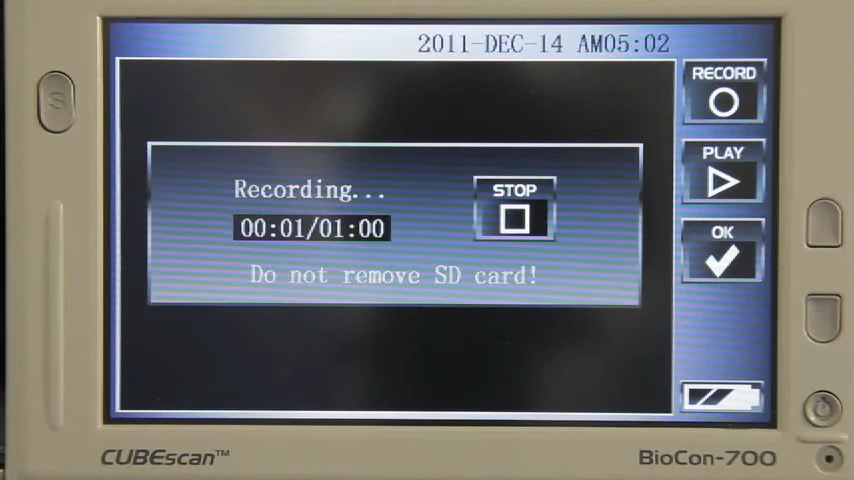 2011-DEC-14 AM05:02
S
RECORD
Recording...
STOP
PLAY
00:01/01:00
OK
Do not remove SD card!
CUBEscan™
BioCon-700